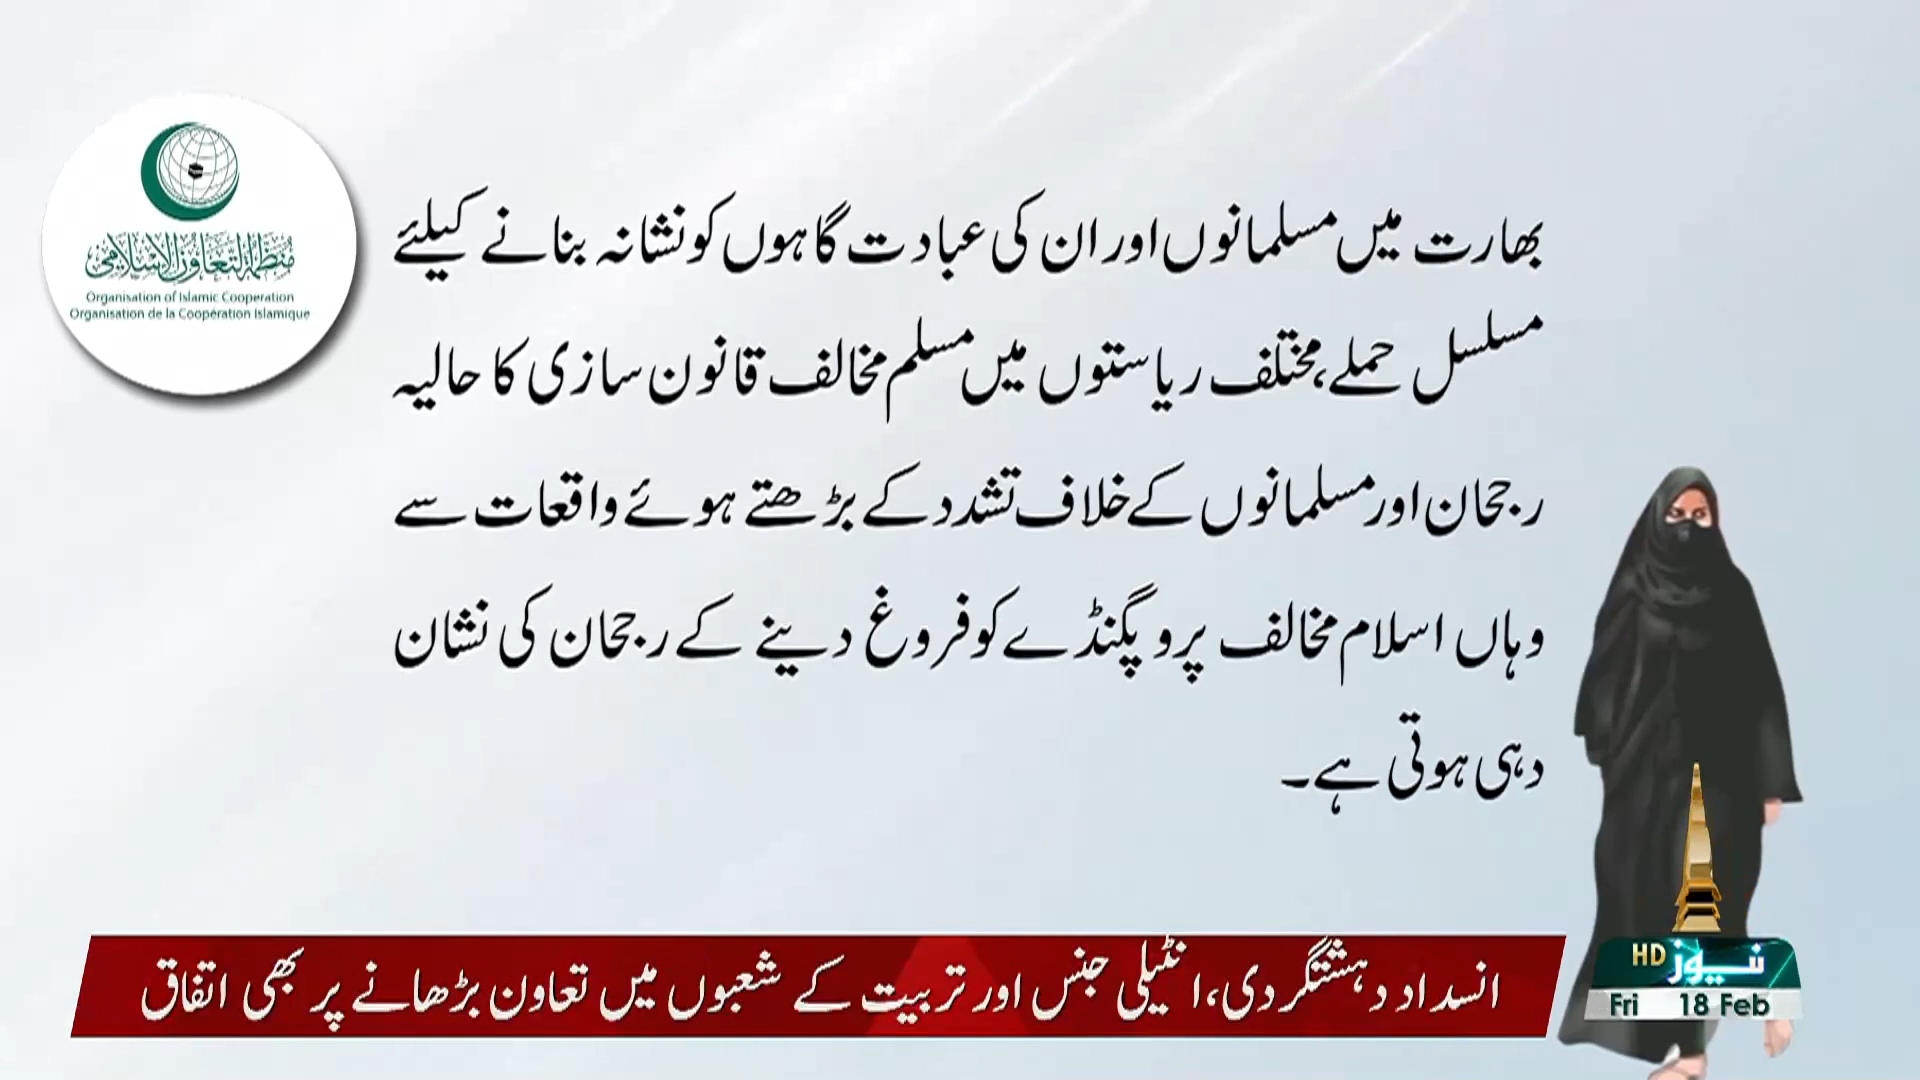 منظمة التعاون الإسلامي
Organisation of Islamic Cooperation
Organisation de la Coopération Islamique
بھارت میں مسلمانوں اور ان کی عبادت گاہوں کو نشانہ بنانے کیلئے
مسلسل حملے، مختلف ریاستوں میں مسلم مخالف قانون سازی کا حالیہ
رجحان اور مسلمانوں کے خلاف تشدد کے بڑھتے ہوئے واقعات سے
وہاں اسلام مخالف پروپگنڈے کو فروغ دینے کے رجحان کی نشان
دہی ہوتی ہے۔
انسداد دہشتگردی، انٹیلی جنس اور تربیت کے شعبوں میں تعاون بڑھانے پر بھی اتفاق
نیوز HD
Fri 18 Feb